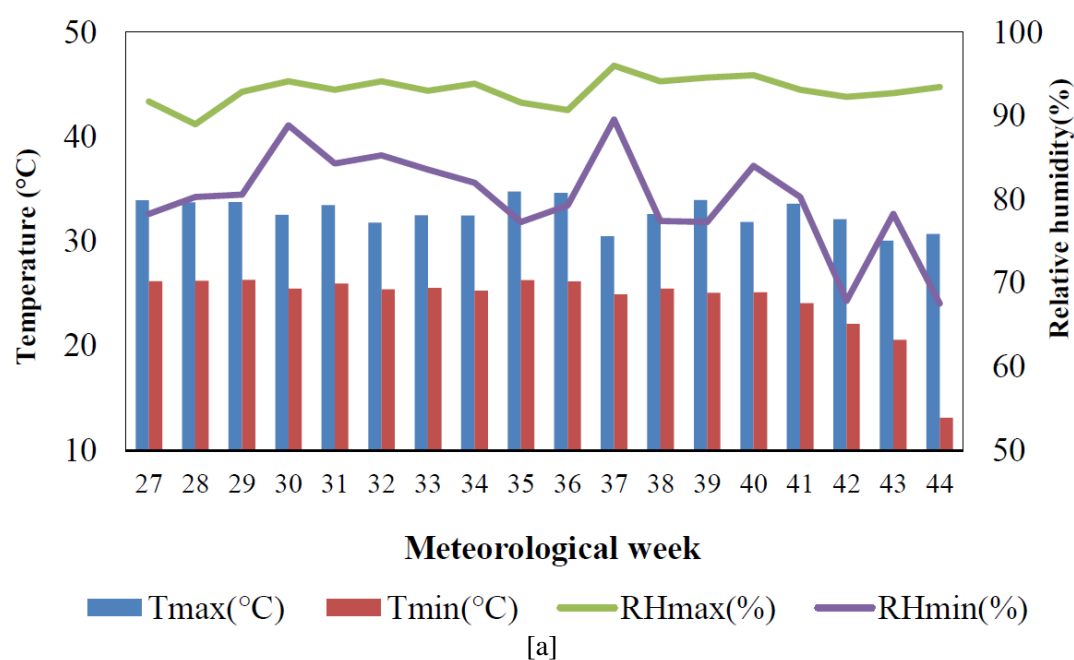 50
40
30
20
10
Temperature (°C)
100
90
80
70
60
50
Relative humidity(%)
27 28 29 30 31 32 33 34 35 36 37 38 39 40 41 42 43 44
Meteorological week
Tmax(°C) Tmin(°C) RHmax(%) RHmin(%)
[a]